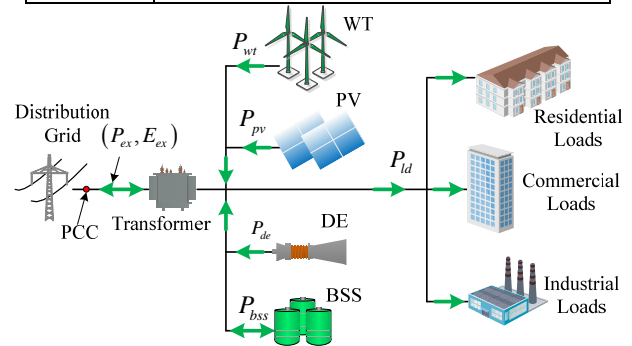 WT
P_wt
PV
P_pv
Distribution
Grid
(P_ex, E_ex)
PCC
Transformer
P_ld
DE
P_de
BSS
P_bss
Residential
Loads
Commercial
Loads
Industrial
Loads